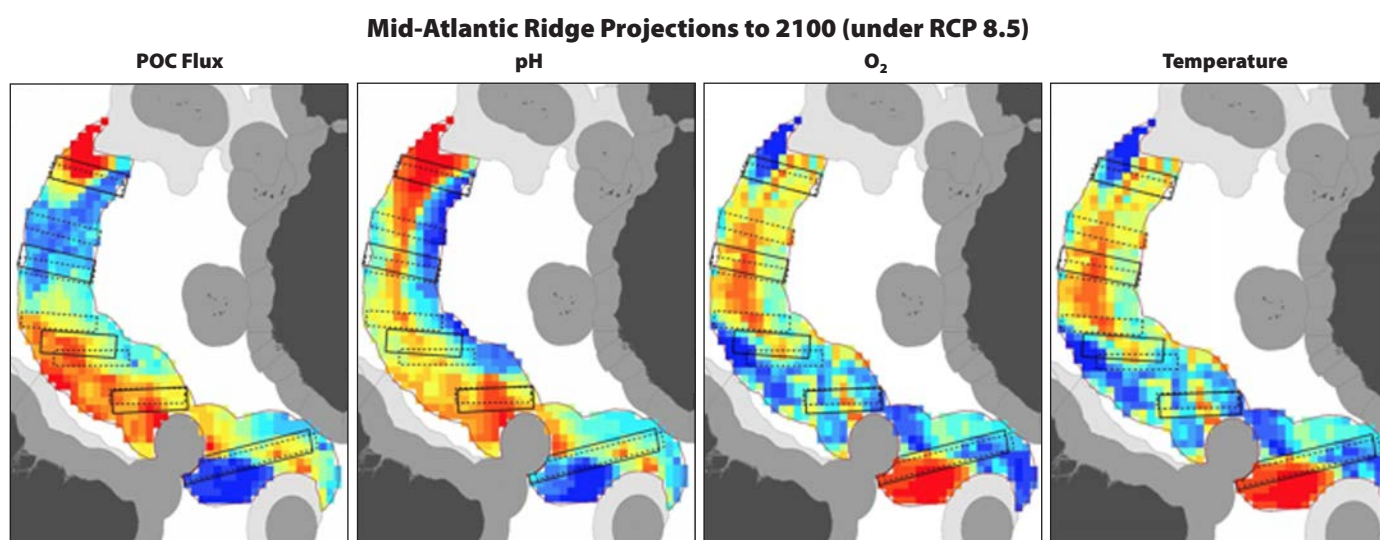 Mid-Atlantic Ridge Projections to 2100 (under RCP 8.5)
POC Flux pH O₂ Temperature